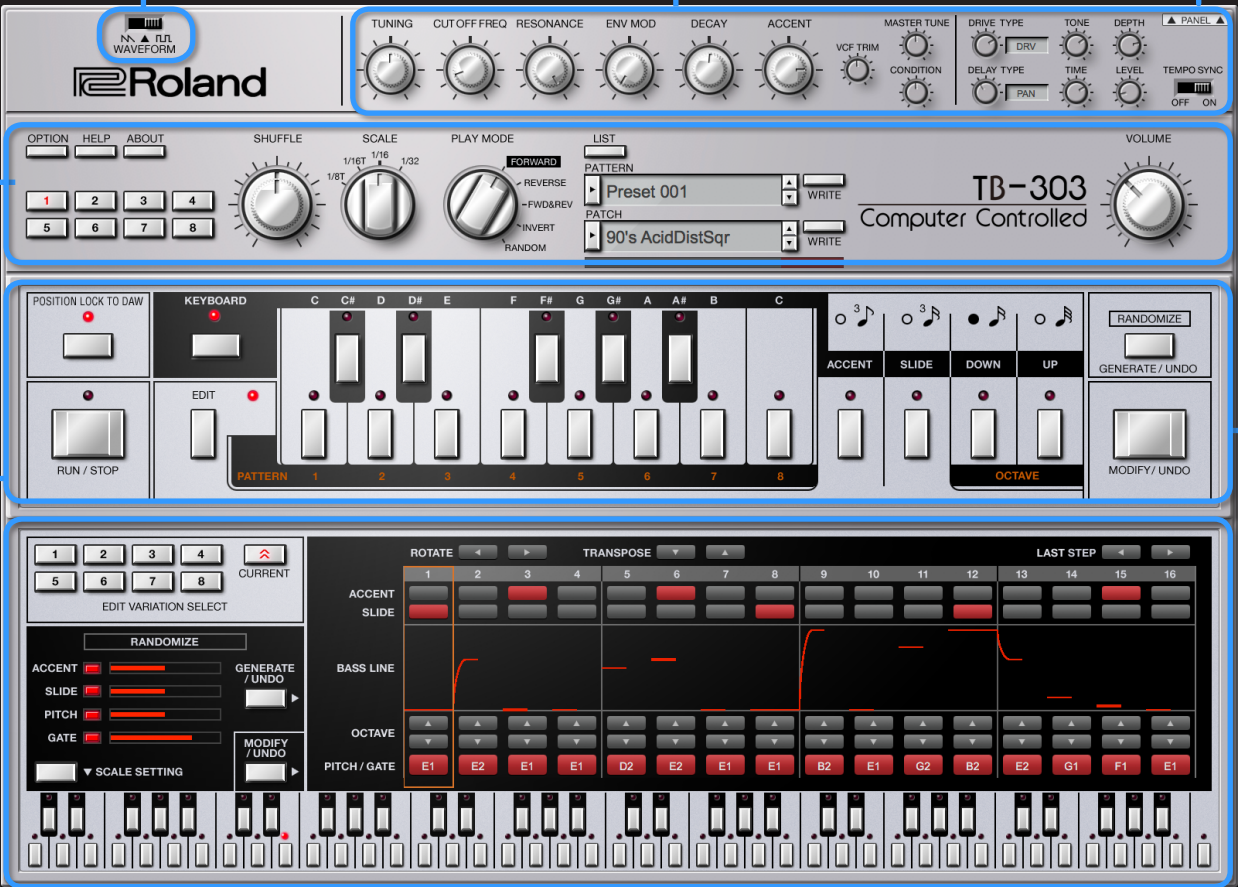 WAVEFORM
Roland
TUNING CUT OFF FREQ RESONANCE ENV MOD DECAY ACCENT
VCF TRIM
MASTER TUNE
CONDITION
DRIVE TYPE TONE DEPTH
DRV
DELAY TYPE TIME LEVEL
PAN
▲ PANEL ▲
TEMPO SYNC
OFF ON
OPTION HELP ABOUT
1 2 3 4
5 6 7 8
SHUFFLE
SCALE
1/8T 1/16T 1/16 1/32
PLAY MODE
FORWARD
REVERSE
FWD&REV
INVERT
RANDOM
LIST
PATTERN
Preset 001
WRITE
PATCH
90's AcidDistSqr
WRITE
TB-303
Computer Controlled
VOLUME
POSITION LOCK TO DAW
RUN / STOP
KEYBOARD
EDIT
C C# D D# E F F# G G# A A# B C
PATTERN 1 2 3 4 5 6 7 8
3 3
ACCENT SLIDE DOWN UP
OCTAVE
RANDOMIZE
GENERATE / UNDO
MODIFY / UNDO
1 2 3 4
5 6 7 8
CURRENT
EDIT VARIATION SELECT
RANDOMIZE
ACCENT
SLIDE
PITCH
GATE
GENERATE
/ UNDO
MODIFY
/ UNDO
▼ SCALE SETTING
ROTATE TRANSPOSE LAST STEP
1 2 3 4 5 6 7 8 9 10 11 12 13 14 15 16
ACCENT
SLIDE
BASS LINE
OCTAVE
PITCH / GATE E1 E2 E1 E1 D2 E2 E1 E1 B2 E1 G2 B2 E2 G1 F1 E1